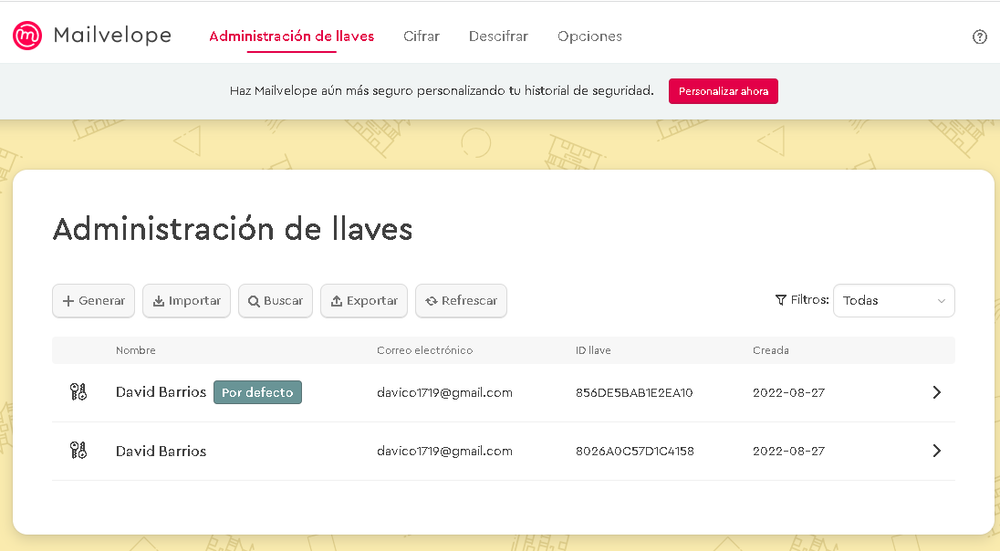 Mailvelope Administración de llaves Cifrar Descifrar Opciones
Haz Mailvelope aún más seguro personalizando tu historial de seguridad. Personalizar ahora
Administración de llaves
Generar Importar Buscar Exportar Refrescar Filtros: Todas
Nombre Correo electrónico ID llave Creada
David Barrios Por defecto davico1719@gmail.com 856DE5BAB1E2EA10 2022-08-27
David Barrios davico1719@gmail.com 8026A0C57D1C4158 2022-08-27